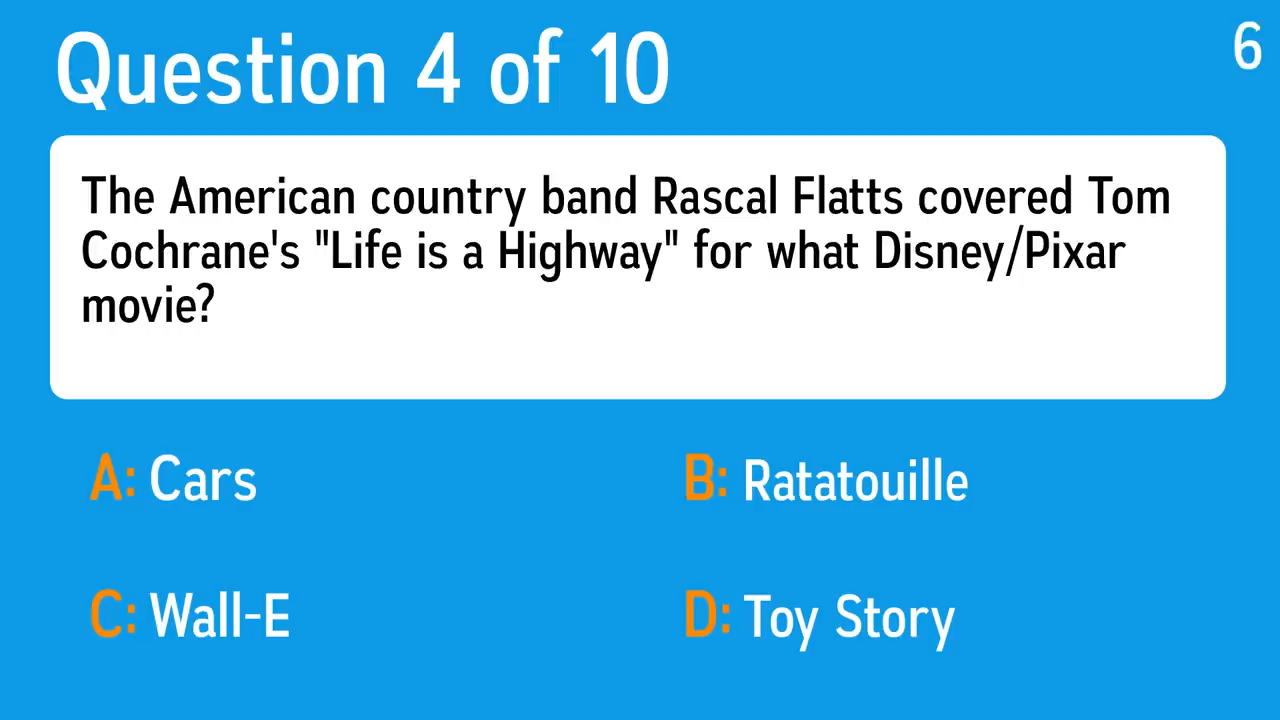 Question 4 of 10
6
The American country band Rascal Flatts covered Tom
Cochrane's "Life is a Highway" for what Disney/Pixar
movie?
A: Cars
B: Ratatouille
C: Wall-E
D: Toy Story